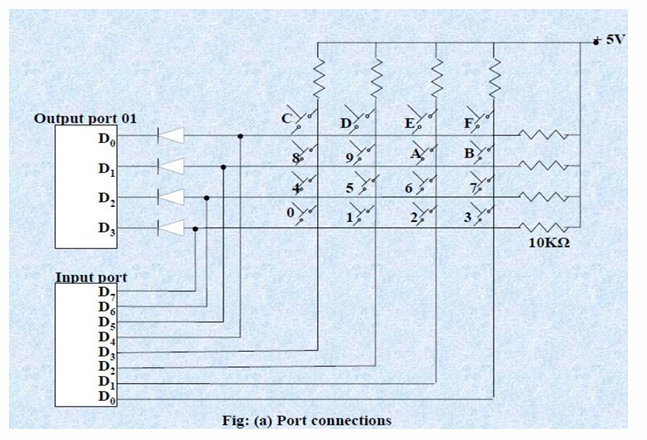 + 5V
C D E F
Output port 01
D0
8 9 A B
D1
4 5 6 7
D2
0 1 2 3
D3
10KΩ
Input port
D7
D6
D5
D4
D3
D2
D1
D0
Fig: (a) Port connections